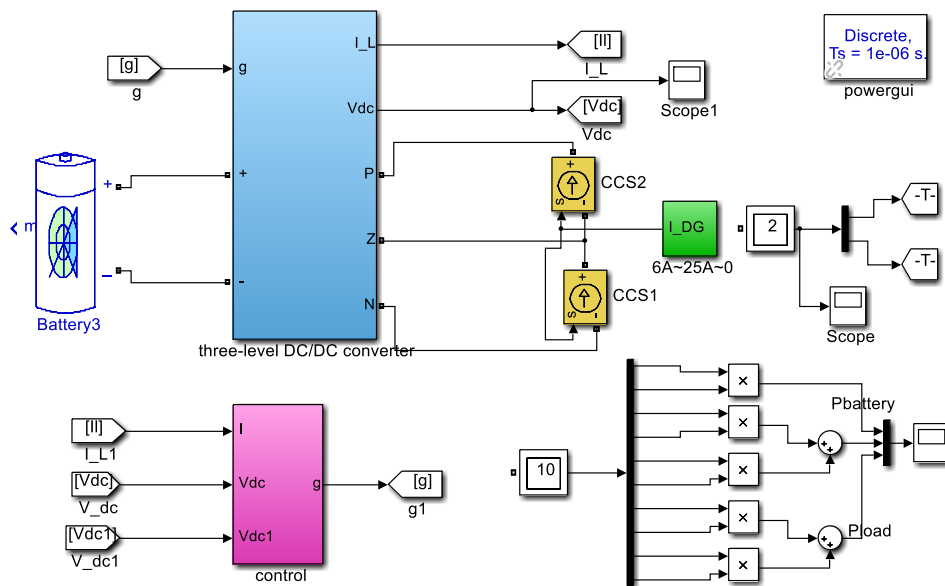 [g]
g
g
+
-
I_L
Vdc
P
Z
N
three-level DC/DC converter
+
_
< m
Battery3
[Il]
I_L
Scope1
[Vdc]
Vdc
Discrete,
Ts = 1e-06 s.
powergui
+
s
-
CCS2
I_DG
6A~25A~0
+
s
-
CCS1
2
-T-
-T-
Scope
[Il]
I_L1
[Vdc]
V_dc
[Vdc1]
V_dc1
I
Vdc
Vdc1
g
control
[g]
g1
10
×
×
×
×
×
+
+
+
+
Pbattery
Pload